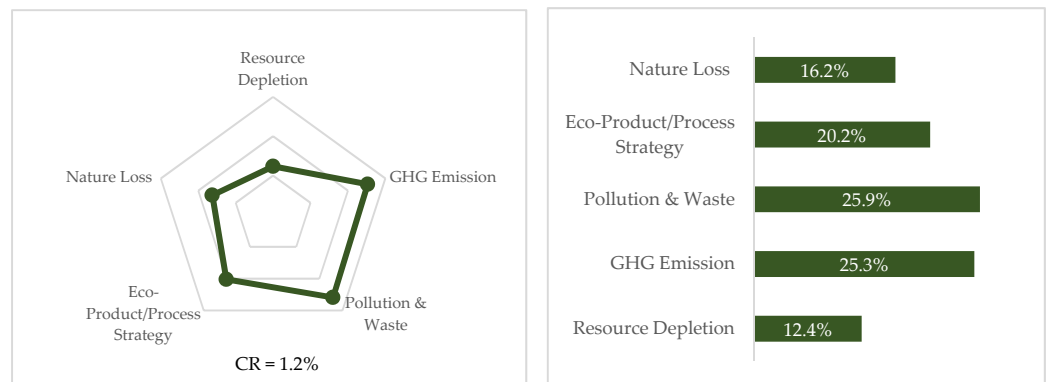 Resource
Depletion
Nature Loss
GHG Emission
Eco-
Product/Process
Strategy
Pollution &
Waste
CR = 1.2%
Nature Loss
16.2%
Eco-Product/Process
Strategy
20.2%
Pollution & Waste
25.9%
GHG Emission
25.3%
Resource Depletion
12.4%